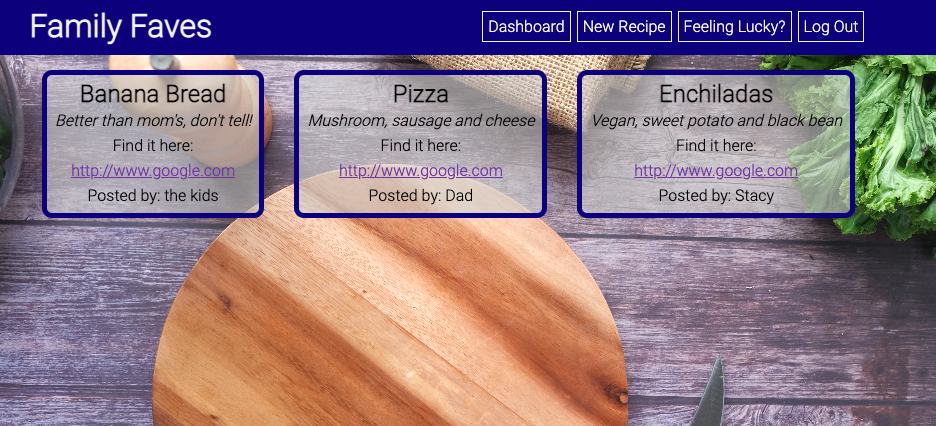 Family Faves
Dashboard
New Recipe
Feeling Lucky?
Log Out
Banana Bread
Better than mom's, don't tell!
Find it here:
http://www.google.com
Posted by: the kids
Pizza
Mushroom, sausage and cheese
Find it here:
http://www.google.com
Posted by: Dad
Enchiladas
Vegan, sweet potato and black bean
Find it here:
http://www.google.com
Posted by: Stacy